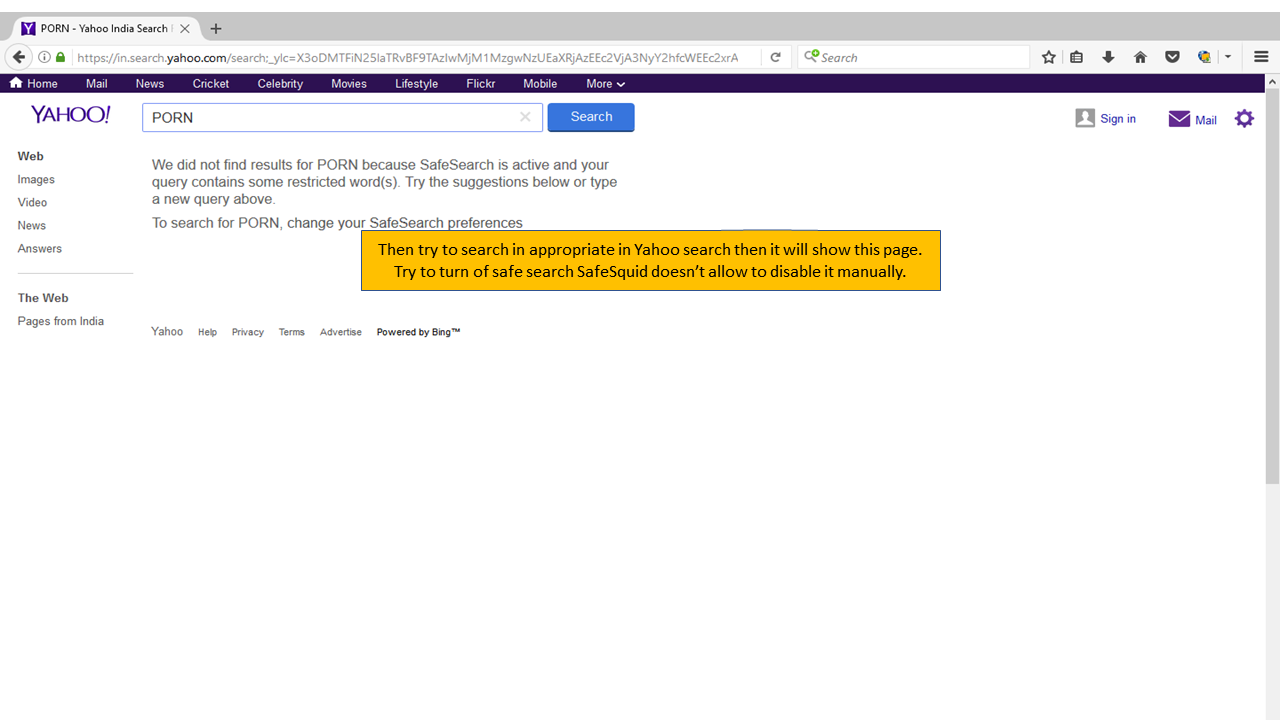 PORN - Yahoo India Search
https://in.search.yahoo.com/search;_ylc=X3oDMTFiN25laTRvBF9TAzIwMjM1MzgwNzUEaXRjAzEEc2VjA3NyY2hfcWEEc2xrA
Search
Home Mail News Cricket Celebrity Movies Lifestyle Flickr Mobile More
YAHOO! PORN Search Sign in Mail
Web
Images
Video
News
Answers
The Web
Pages from India
We did not find results for PORN because SafeSearch is active and your
query contains some restricted word(s). Try the suggestions below or type
a new query above.
To search for PORN, change your SafeSearch preferences
Then try to search in appropriate in Yahoo search then it will show this page.
Try to turn of safe search SafeSquid doesn't allow to disable it manually.
Yahoo Help Privacy Terms Advertise Powered by Bing™